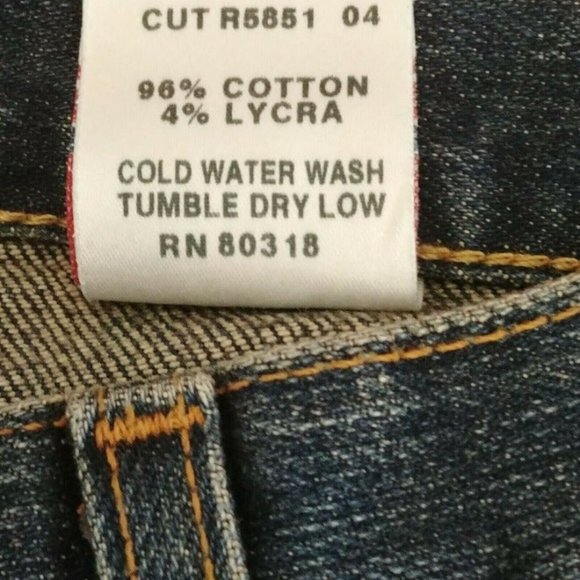 CUT R5851 04
96% COTTON
4% LYCRA
COLD WATER WASH
TUMBLE DRY LOW
RN 80318